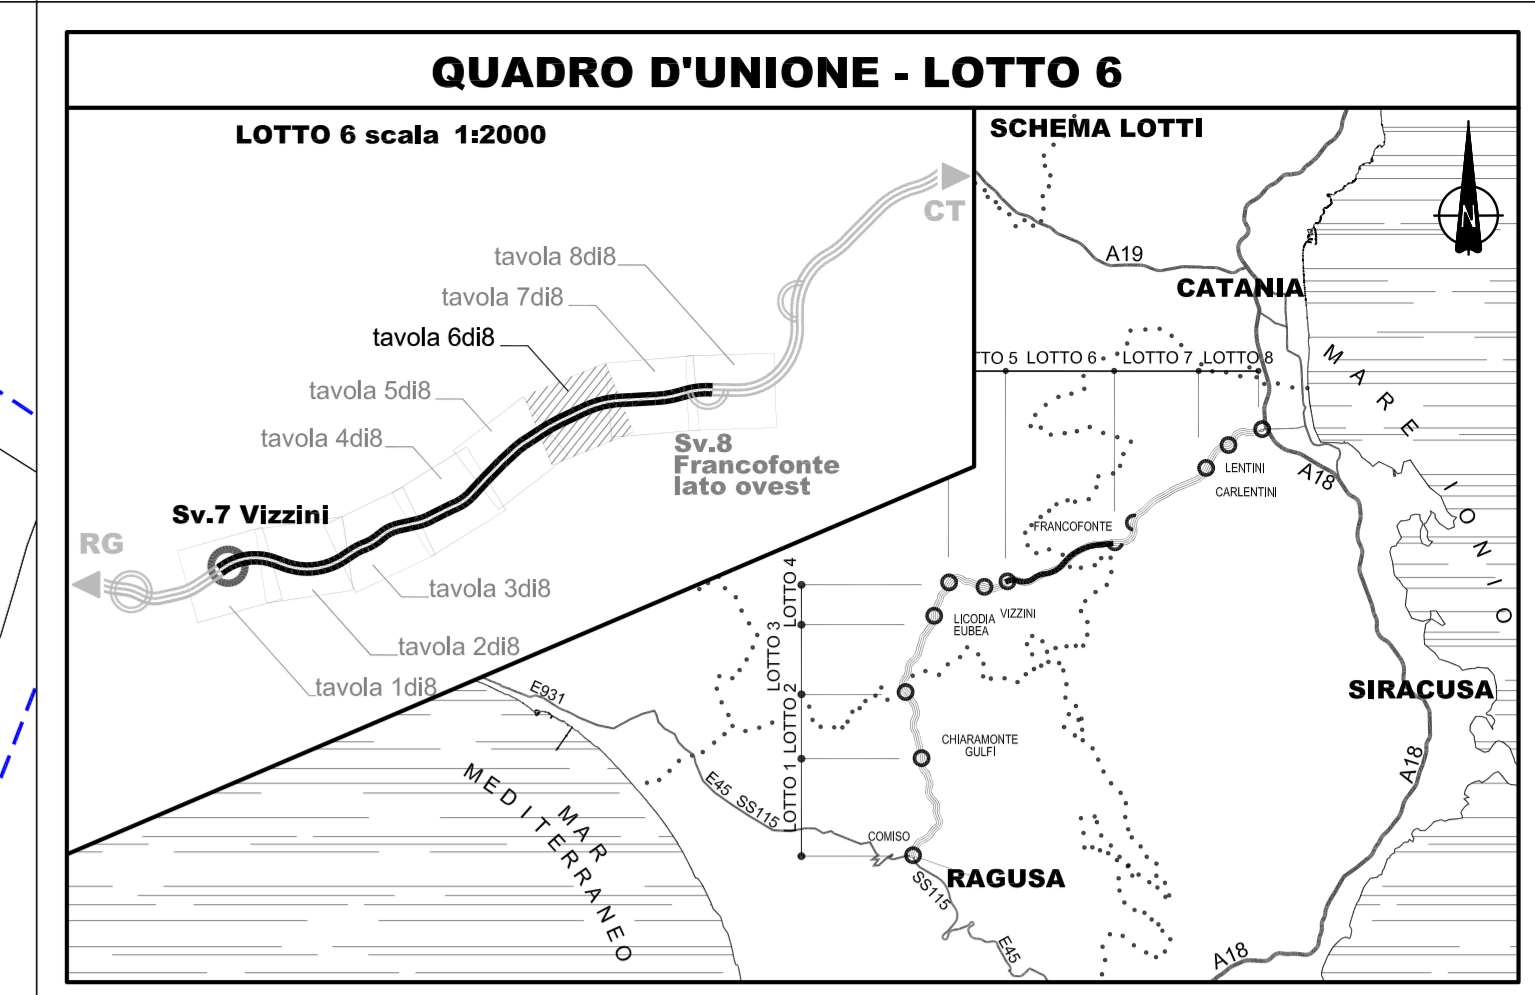 QUADRO D'UNIONE - LOTTO 6
LOTTO 6 scala 1:2000
CT
tavola 8di8
tavola 7di8
tavola 6di8
tavola 5di8
tavola 4di8
Sv.8
Francofonte
lato ovest
Sv.7 Vizzini
RG
tavola 3di8
tavola 2di8
tavola 1di8
SCHEMA LOTTI
N
A19
CATANIA
TTO 5 LOTTO 6 LOTTO 7 LOTTO 8
MARE IONIO
LENTINI
CARLENTINI
A18
FRANCOFONTE
LOTTO 4
LOTTO 3
LOTTO 2
LOTTO 1
LICODIA
EUBEA
VIZZINI
SIRACUSA
E931
CHIARAMONTE
GULFI
A18
E45 SS115
MAR
MEDITERRANEO
COMISO
RAGUSA
SS115
E45
A18